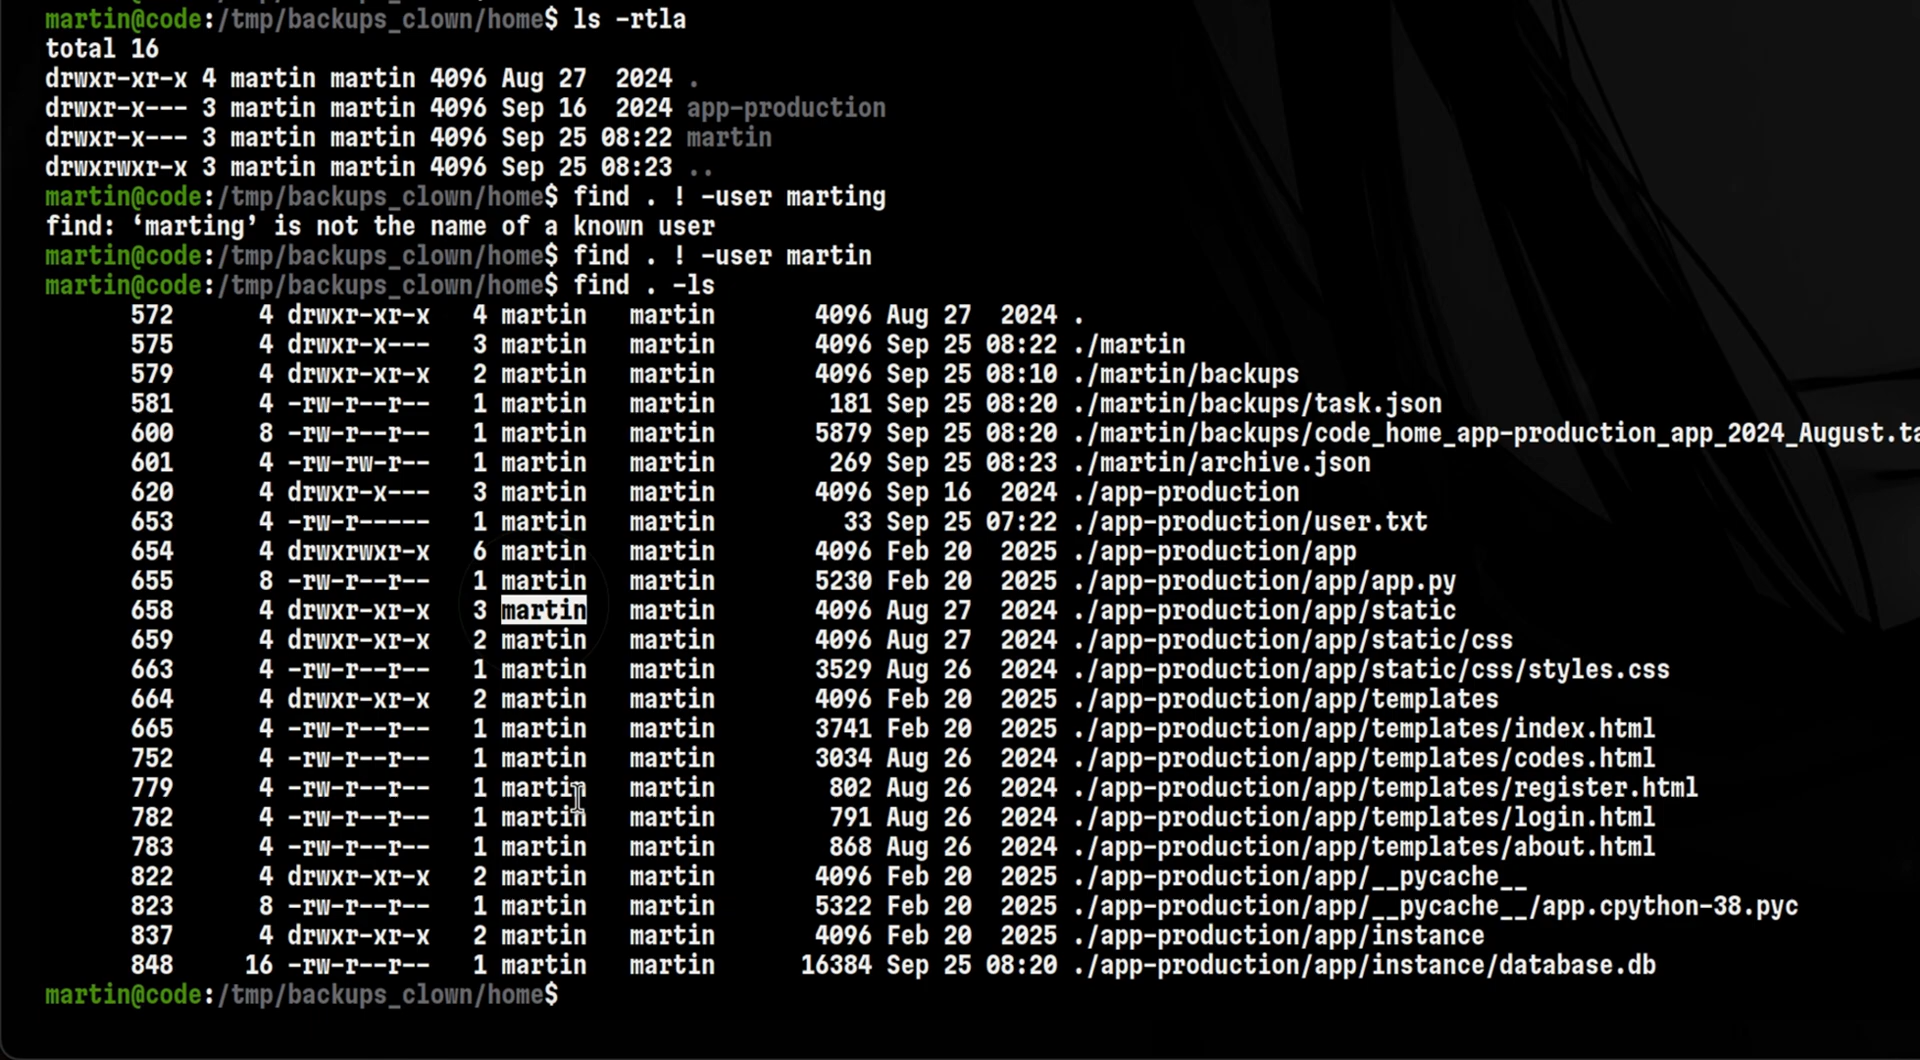 martin@code:/tmp/backups_clown/home$ ls -rtla
total 16
drwxr-xr-x 4 martin martin 4096 Aug 27  2024 .
drwxr-x--- 3 martin martin 4096 Sep 16  2024 app-production
drwxr-x--- 3 martin martin 4096 Sep 25 08:22 martin
drwxrwxr-x 3 martin martin 4096 Sep 25 08:23 ..
martin@code:/tmp/backups_clown/home$ find . ! -user marting
find: ‘marting’ is not the name of a known user
martin@code:/tmp/backups_clown/home$ find . ! -user martin
martin@code:/tmp/backups_clown/home$ find . -ls
572 4 drwxr-xr-x 4 martin martin 4096 Aug 27 2024 .
575 4 drwxr-x--- 3 martin martin 4096 Sep 25 08:22 ./martin
579 4 drwxr-xr-x 2 martin martin 4096 Sep 25 08:10 ./martin/backups
581 4 -rw-r--r-- 1 martin martin 181 Sep 25 08:20 ./martin/backups/task.json
600 8 -rw-r--r-- 1 martin martin 5879 Sep 25 08:20 ./martin/backups/code_home_app-production_app_2024_August.ta
601 4 -rw-rw-r-- 1 martin martin 269 Sep 25 08:23 ./martin/archive.json
620 4 drwxr-x--- 3 martin martin 4096 Sep 16 2024 ./app-production
653 4 -rw-r----- 1 martin martin 33 Sep 25 07:22 ./app-production/user.txt
654 4 drwxrwxr-x 6 martin martin 4096 Feb 20 2025 ./app-production/app
655 8 -rw-r--r-- 1 martin martin 5230 Feb 20 2025 ./app-production/app/app.py
658 4 drwxr-xr-x 3 martin martin 4096 Aug 27 2024 ./app-production/app/static
659 4 drwxr-xr-x 2 martin martin 4096 Aug 27 2024 ./app-production/app/static/css
663 4 -rw-r--r-- 1 martin martin 3529 Aug 26 2024 ./app-production/app/static/css/styles.css
664 4 drwxr-xr-x 2 martin martin 4096 Feb 20 2025 ./app-production/app/templates
665 4 -rw-r--r-- 1 martin martin 3741 Feb 20 2025 ./app-production/app/templates/index.html
752 4 -rw-r--r-- 1 martin martin 3034 Aug 26 2024 ./app-production/app/templates/codes.html
779 4 -rw-r--r-- 1 martin martin 802 Aug 26 2024 ./app-production/app/templates/register.html
782 4 -rw-r--r-- 1 martin martin 791 Aug 26 2024 ./app-production/app/templates/login.html
783 4 -rw-r--r-- 1 martin martin 868 Aug 26 2024 ./app-production/app/templates/about.html
822 4 drwxr-xr-x 2 martin martin 4096 Feb 20 2025 ./app-production/app/__pycache__
823 8 -rw-r--r-- 1 martin martin 5322 Feb 20 2025 ./app-production/app/__pycache__/app.cpython-38.pyc
837 4 drwxr-xr-x 2 martin martin 4096 Feb 20 2025 ./app-production/app/instance
848 16 -rw-r--r-- 1 martin martin 16384 Sep 25 08:20 ./app-production/app/instance/database.db
martin@code:/tmp/backups_clown/home$